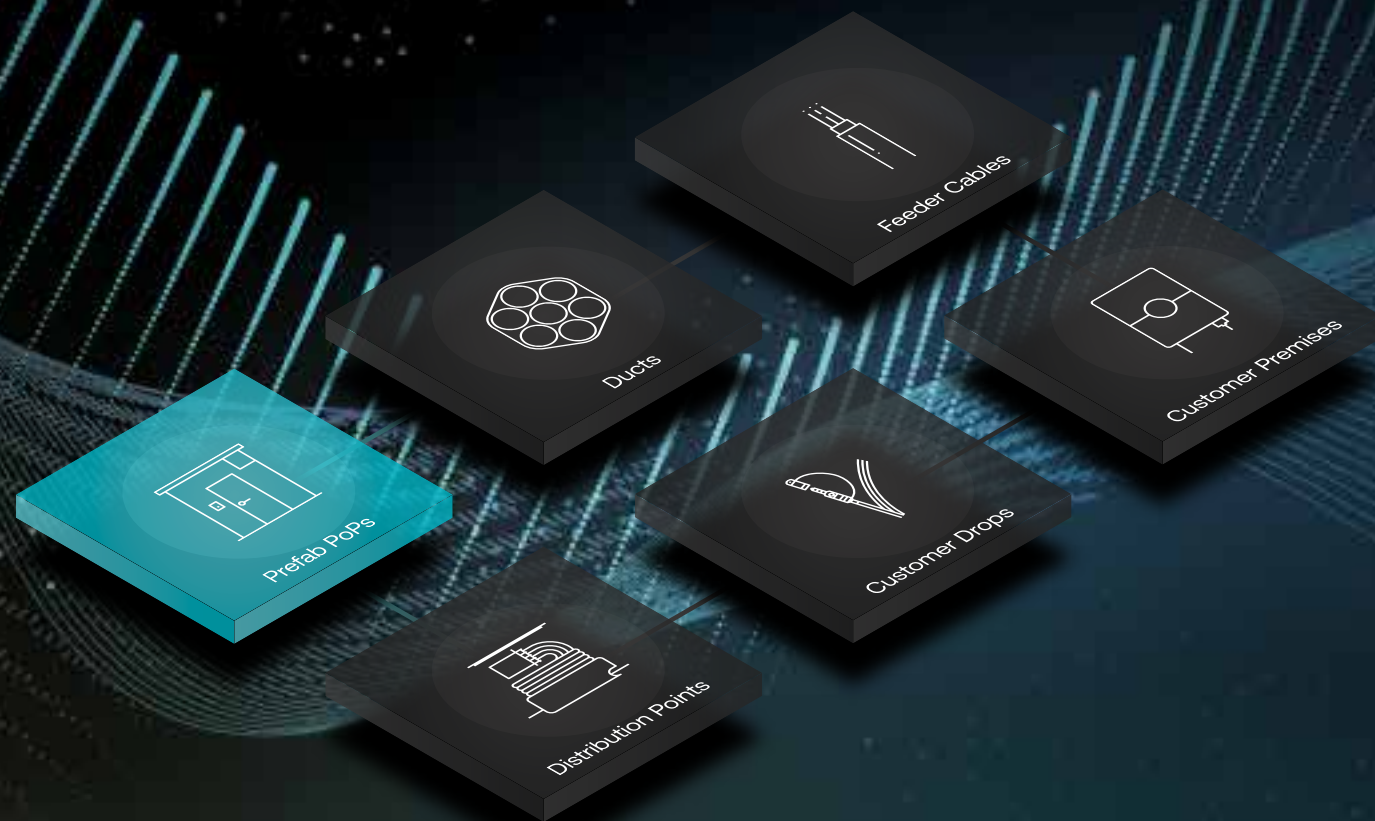 Feeder Cables
Ducts
Customer Premises
Prefab PoPs
Customer Drops
Distribution Points